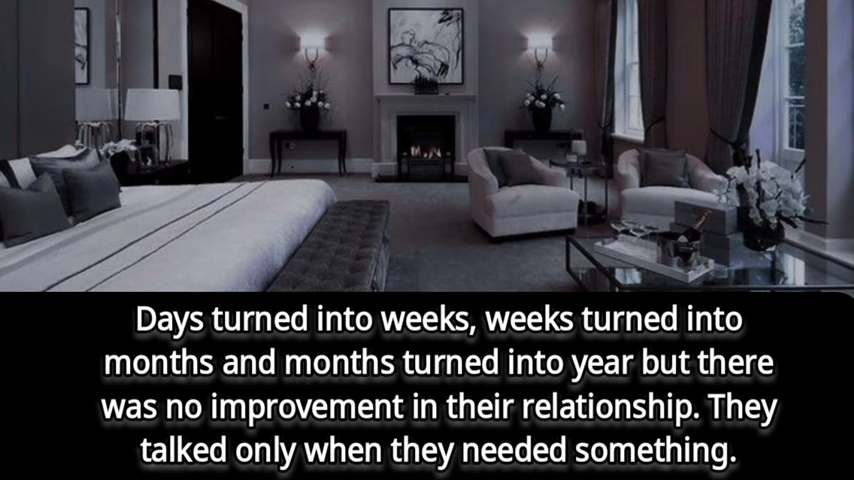 Days turned into weeks, weeks turned into
months and months turned into year but there
was no improvement in their relationship. They
talked only when they needed something.